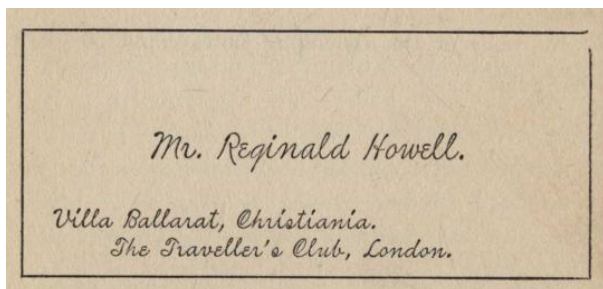 Mr. Reginald Howell.
Villa Ballarat, Christiania.
The Traveller's Club, London.